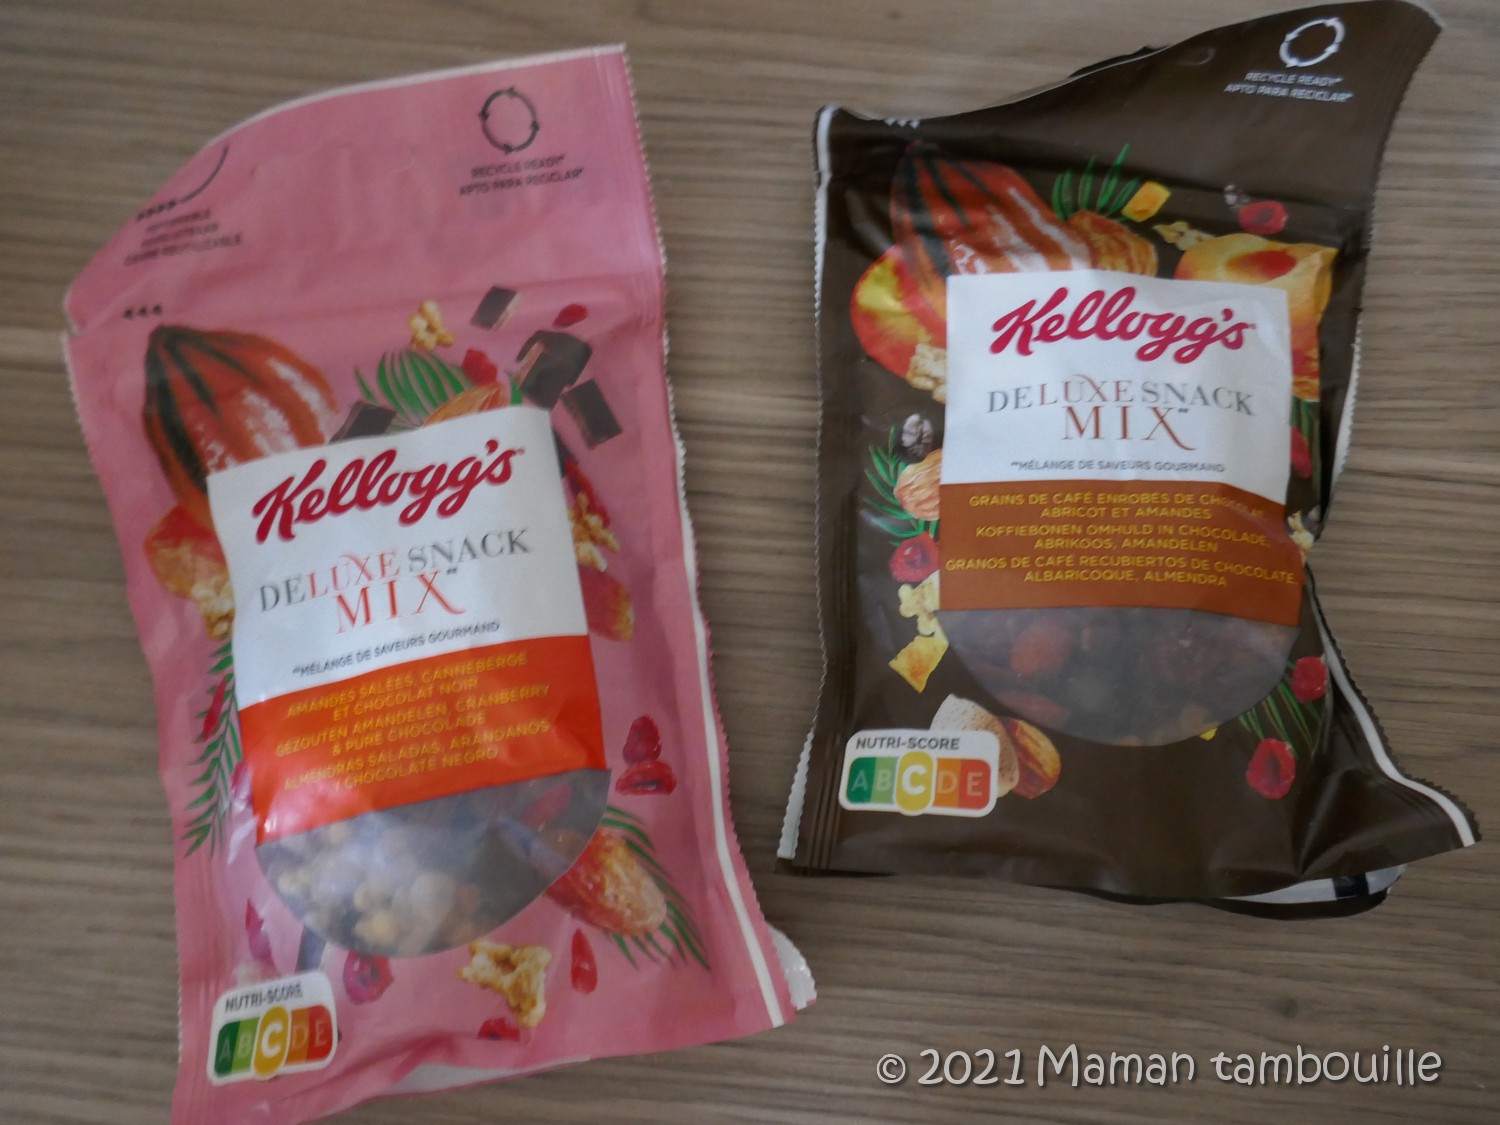 RECYCLE READY*
APTO PARA RECICLAR*
Kellogg's
DELUXE SNACK
MIX**
**MÉLANGE DE SAVEURS GOURMAND
AMANDES SALÉES, CANNEBERGE
ET CHOCOLAT NOIR
GEZOUTEN AMANDELEN, CRANBERRY
& PURE CHOCOLADE
ALMENDRAS SALADAS, ARÁNDANOS
Y CHOCOLATE NEGRO
NUTRI-SCORE
A B C D E
RECYCLE READY*
APTO PARA RECICLAR*
Kellogg's
DELUXE SNACK
MIX**
**MÉLANGE DE SAVEURS GOURMAND
GRAINS DE CAFÉ ENROBÉS DE CHOCOLAT,
ABRICOT ET AMANDES
KOFFIEBONEN OMHULD IN CHOCOLADE,
ABRIKOOS, AMANDELEN
GRANOS DE CAFÉ RECUBIERTOS DE CHOCOLATE,
ALBARICOQUE, ALMENDRA
NUTRI-SCORE
A B C D E
© 2021 Maman tambouille